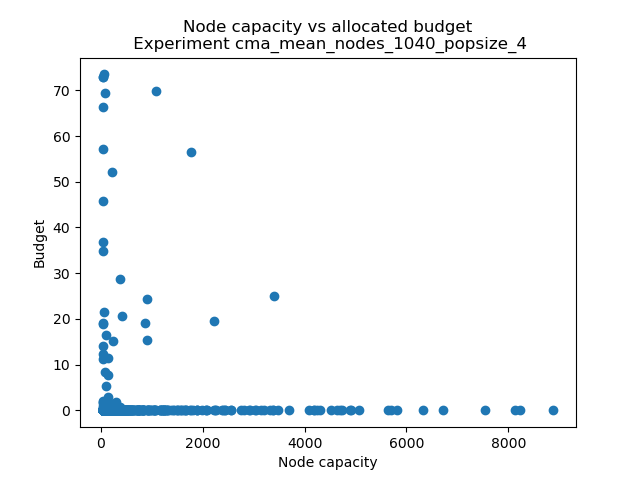 Node capacity vs allocated budget
Experiment cma_mean_nodes_1040_popsize_4
70
60
50
40
30
20
10
0
Budget
0 2000 4000 6000 8000
Node capacity